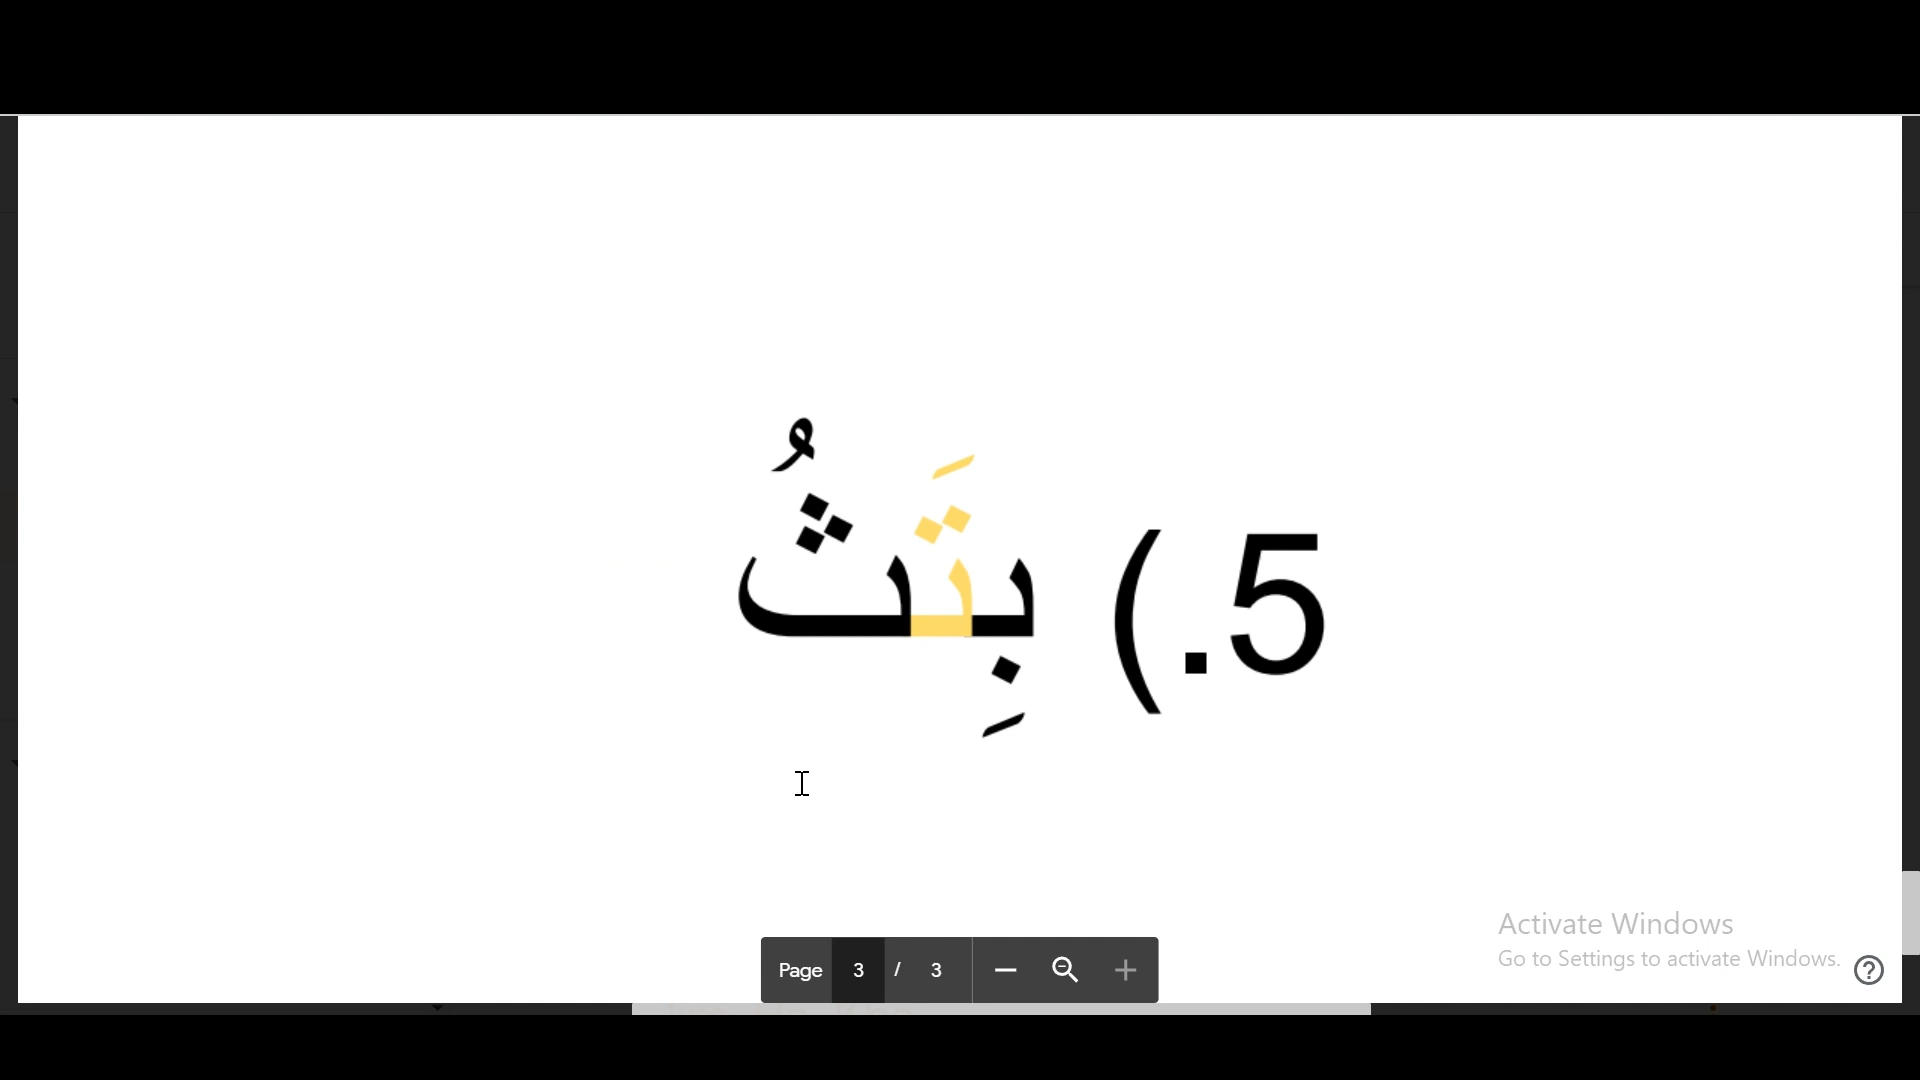 5.) بِتَثُ
Activate Windows
Go to Settings to activate Windows.
Page 3 / 3